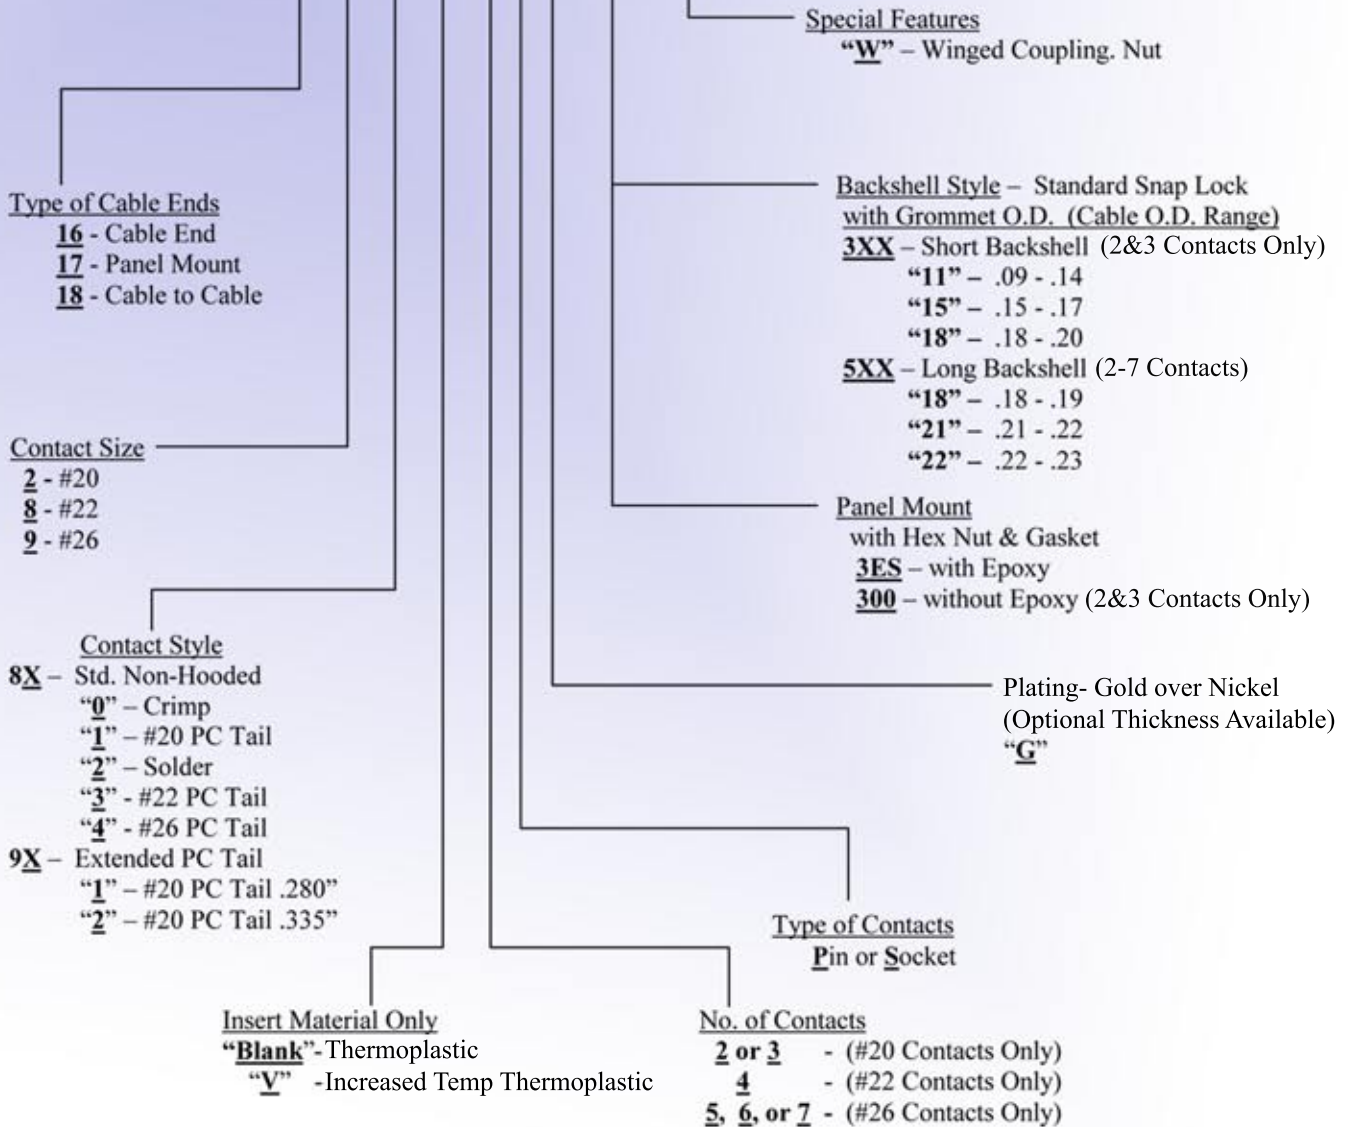 Special Features
“W” – Winged Coupling. Nut
Type of Cable Ends
16 - Cable End
17 - Panel Mount
18 - Cable to Cable
Backshell Style – Standard Snap Lock
with Grommet O.D. (Cable O.D. Range)
3XX – Short Backshell (2&3 Contacts Only)
“11” – .09 - .14
“15” – .15 - .17
“18” – .18 - .20
5XX – Long Backshell (2-7 Contacts)
“18” – .18 - .19
“21” – .21 - .22
“22” – .22 - .23
Contact Size
2 - #20
8 - #22
9 - #26
Panel Mount
with Hex Nut & Gasket
3ES – with Epoxy
300 – without Epoxy (2&3 Contacts Only)
Contact Style
8X – Std. Non-Hooded
“0” – Crimp
“1” – #20 PC Tail
“2” – Solder
“3” - #22 PC Tail
“4” - #26 PC Tail
9X – Extended PC Tail
“1” – #20 PC Tail .280”
“2” – #20 PC Tail .335”
Plating- Gold over Nickel
(Optional Thickness Available)
“G”
Type of Contacts
Pin or Socket
Insert Material Only
“Blank”-Thermoplastic
“V” -Increased Temp Thermoplastic
No. of Contacts
2 or 3 - (#20 Contacts Only)
4 - (#22 Contacts Only)
5, 6, or 7 - (#26 Contacts Only)